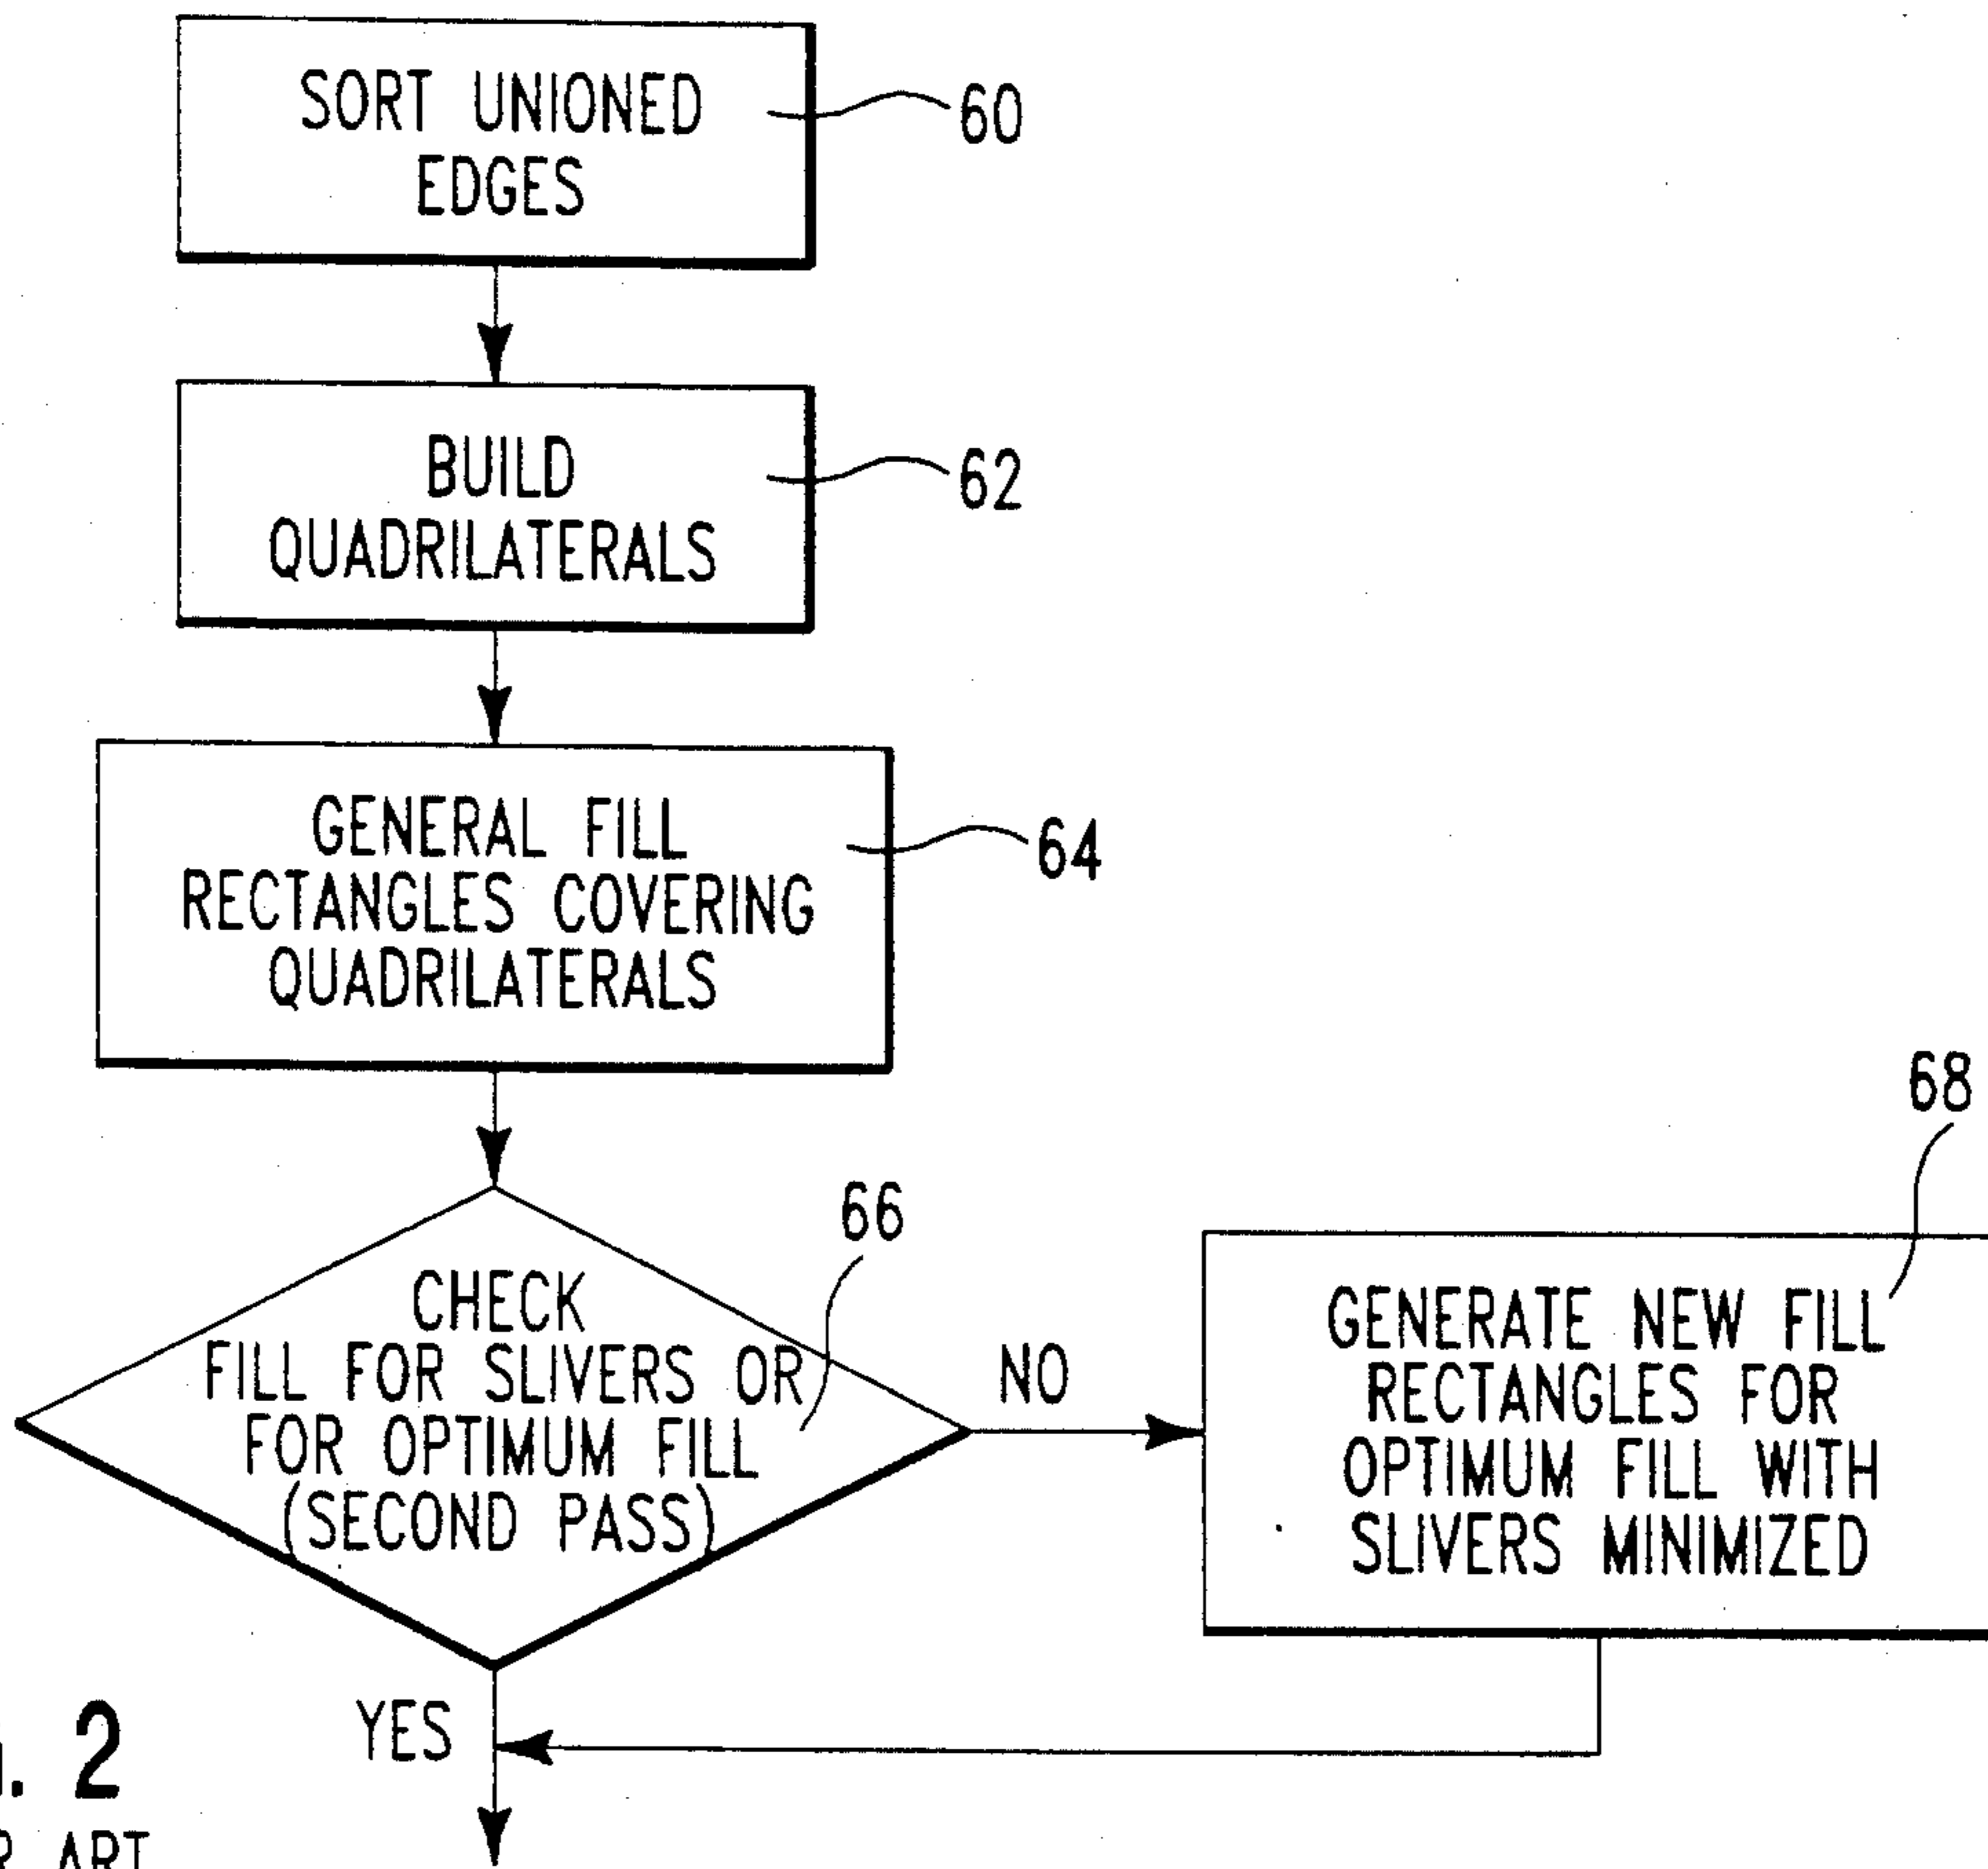 SORT UNIONED
EDGES
60
BUILD
QUADRILATERALS
62
GENERAL FILL
RECTANGLES COVERING
QUADRILATERALS
64
68
66
CHECK
FILL FOR SLIVERS OR
FOR OPTIMUM FILL
(SECOND PASS)
NO
GENERATE NEW FILL
RECTANGLES FOR
OPTIMUM FILL WITH
SLIVERS MINIMIZED
YES
2
ART